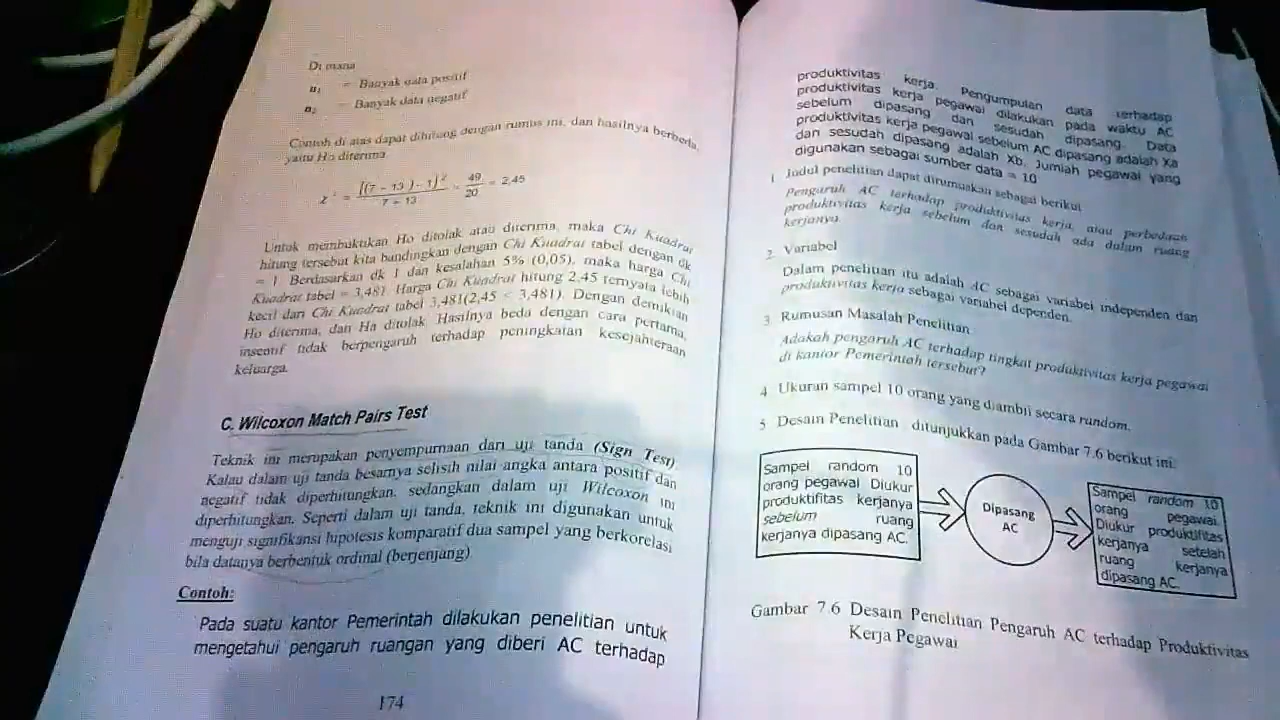 Di mana
n₁ = Banyak data positif
n₂ = Banyak data negatif
Contoh di atas dapat dihitung dengan rumus ini, dan hasilnya berbeda,
yaitu Ho diterima
χ² = [(7 - 13) - 1]² / 7 + 13 = 49 / 20 = 2,45
Untuk membuktikan Ho ditolak atau diterima, maka Chi Kuadrat
hitung tersebut kita bandingkan dengan Chi Kuadrat tabel dengan dk
= 1 Berdasarkan dk 1 dan kesalahan 5% (0,05), maka harga Chi
Kuadrat tabel = 3,481. Harga Chi Kuadrat hitung 2,45 ternyata lebih
kecil dari Chi Kuadrat tabel 3,481(2,45 < 3,481). Dengan demikian
Ho diterima, dan Ha ditolak Hasilnya beda dengan cara pertama,
insentif tidak berpengaruh terhadap peningkatan kesejahteraan
keluarga.
C. Wilcoxon Match Pairs Test
Teknik ini merupakan penyempurnaan dari uji tanda (Sign Test)
Kalau dalam uji tanda besarnya selisih nilai angka antara positif dan
negatif tidak diperhitungkan, sedangkan dalam uji Wilcoxon ini
diperhitungkan. Seperti dalam uji tanda, teknik ini digunakan untuk
menguji signifikansi hipotesis komparatif dua sampel yang berkorelasi
bila datanya berbentuk ordinal (berjenjang)
Contoh:
Pada suatu kantor Pemerintah dilakukan penelitian untuk
mengetahui pengaruh ruangan yang diberi AC terhadap
174
produktivitas kerja. Pengumpulan data terhadap
produktivitas kerja pegawai dilakukan pada waktu AC
sebelum dipasang dan sesudah dipasang. Data
produktivitas kerja pegawai sebelum AC dipasang adalah Xa
dan sesudah dipasang adalah Xb. Jumlah pegawai yang
digunakan sebagai sumber data = 10
1. Judul penelitian dapat dirumuskan sebagai berikut
Pengaruh AC terhadap produktivitas kerja, atau perbedaan
produktivitas kerja sebelum dan sesudah ada dalam ruang
kerjanya.
2. Variabel
Dalam penelitian itu adalah AC sebagai variabel independen dan
produktivitas kerja sebagai variabel dependen.
3. Rumusan Masalah Penelitian
Adakah pengaruh AC terhadap tingkat produktivitas kerja pegawai
di kantor Pemerintah tersebut?
4. Ukuran sampel 10 orang yang diambil secara random.
5. Desain Penelitian ditunjukkan pada Gambar 7.6 berikut ini.
Sampel random 10
orang pegawai Diukur
produktifitas kerjanya
sebelum ruang
kerjanya dipasang AC.
Dipasang
AC
Sampel random 10
orang pegawai.
Diukur produktifitas
kerjanya setelah
ruang kerjanya
dipasang AC.
Gambar 7.6 Desain Penelitian Pengaruh AC terhadap Produktivitas
Kerja Pegawai